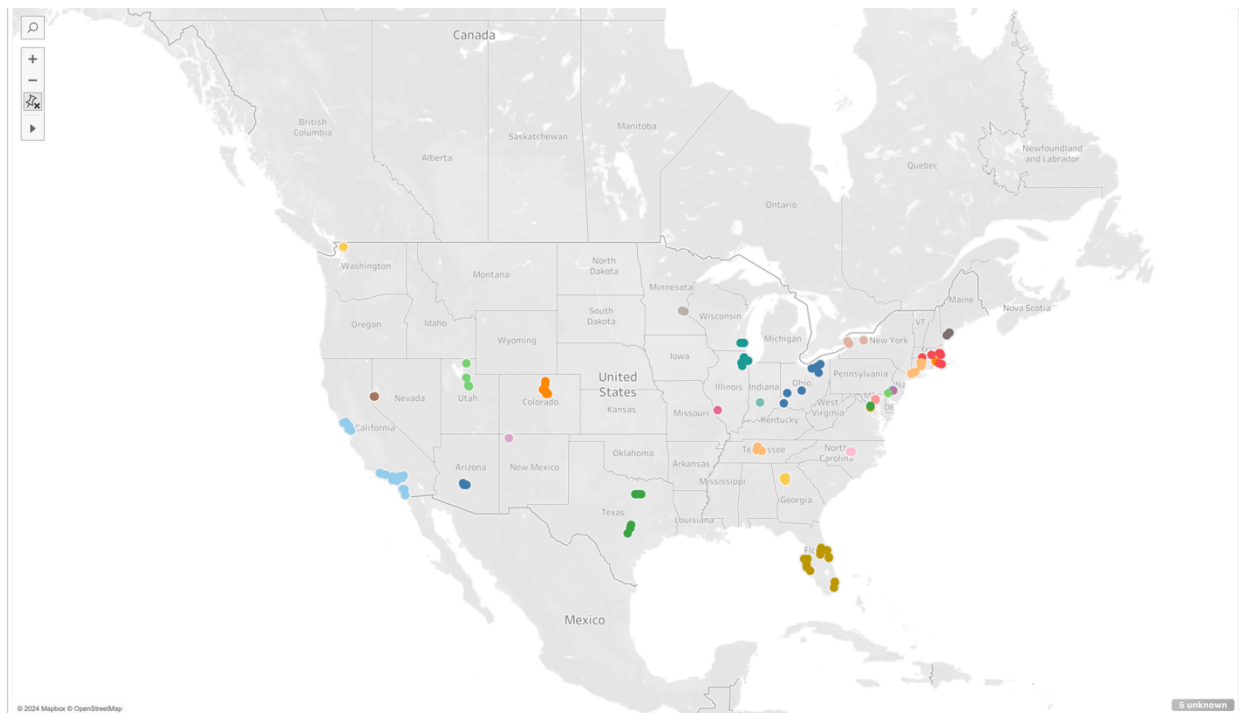 Canada
British
Columbia
Alberta
Saskatchewan
Manitoba
Ontario
Quebec
Newfoundland
and Labrador
Nova Scotia
Maine
Washington
Montana
North
Dakota
Minnesota
South
Dakota
Wisconsin
Michigan
VT
New York
Oregon
Idaho
Wyoming
Iowa
Pennsylvania
NJ
Nevada
Utah
Colorado
United
States
Kansas
Illinois
Indiana
Ohio
West
Virginia
DE
Missouri
Kentucky
California
Arizona
New Mexico
Oklahoma
Arkansas
North
Carolina
Mississippi
Georgia
Texas
Louisiana
Mexico
© 2024 Mapbox © OpenStreetMap
5 unknown